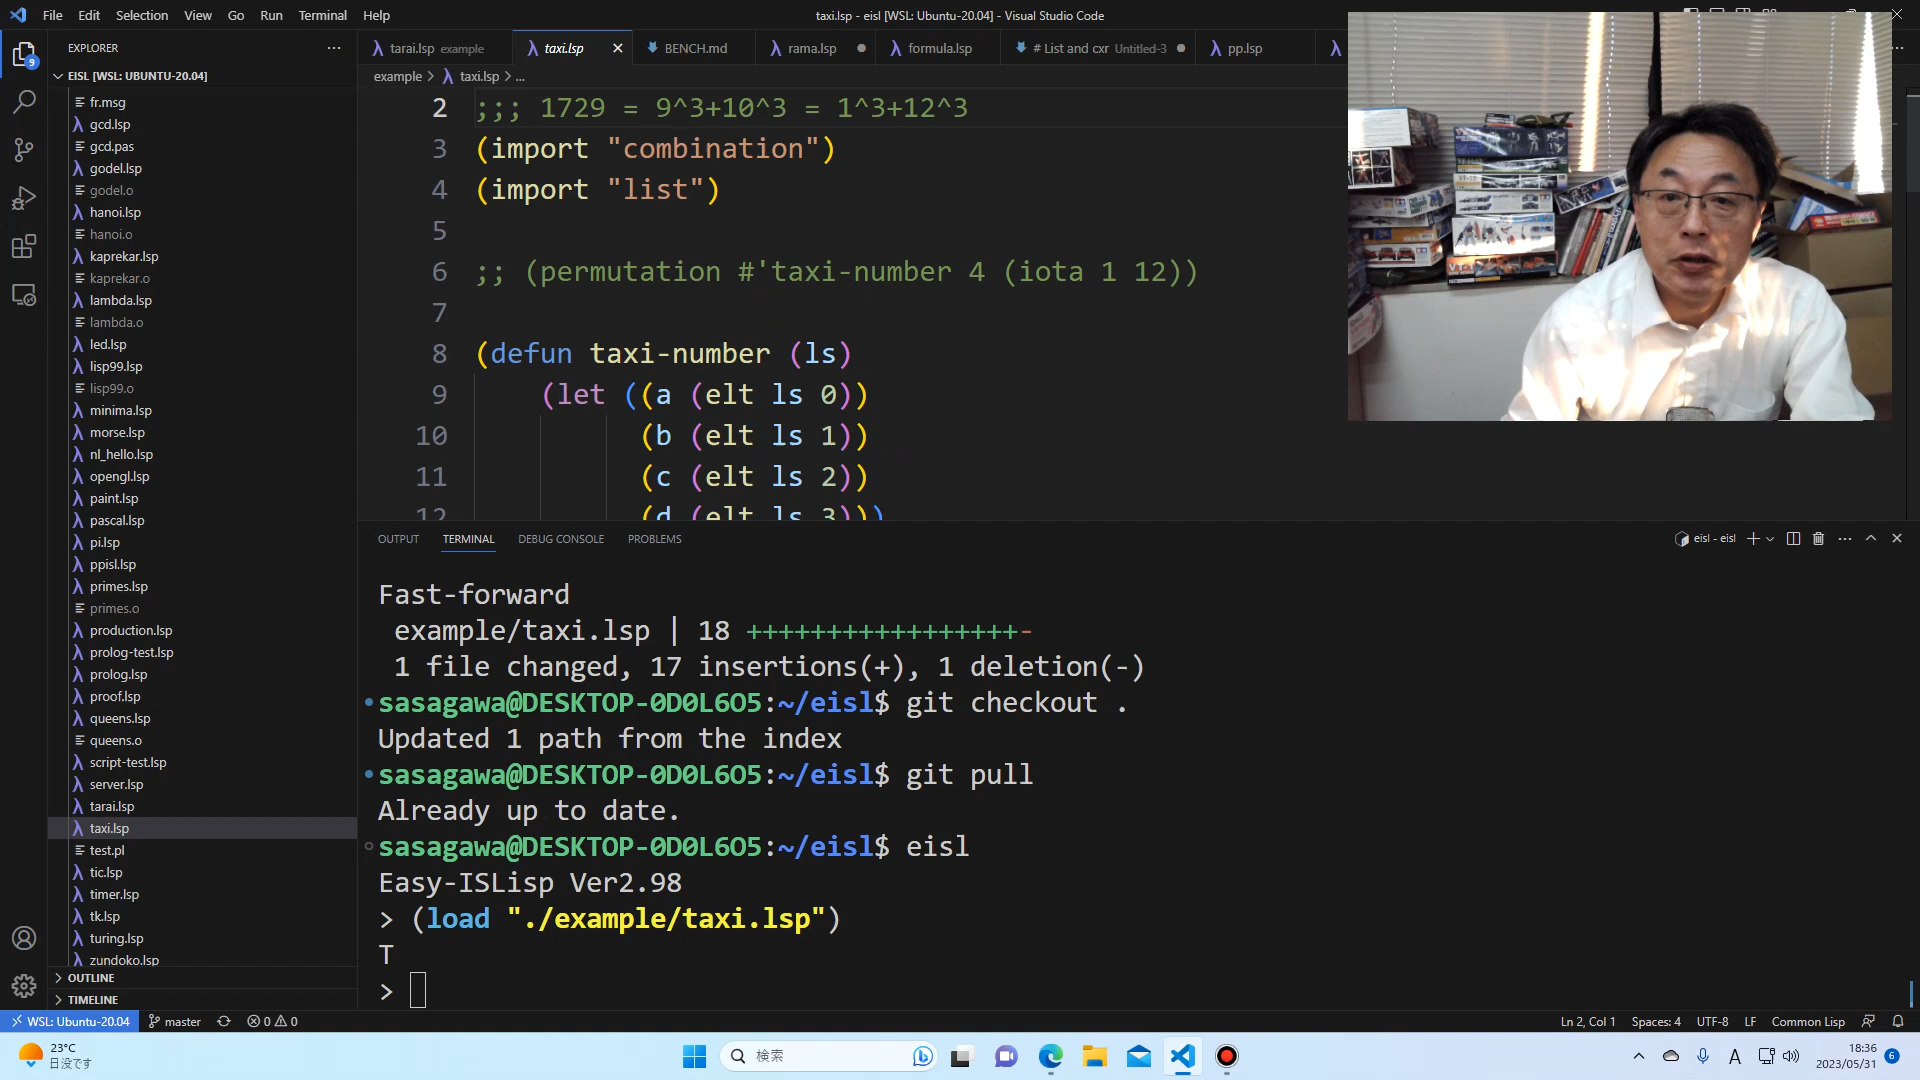 File Edit Selection View Go Run Terminal Help
taxi.lsp - eisl [WSL: Ubuntu-20.04] - Visual Studio Code
EXPLORER
EISL [WSL: UBUNTU-20.04]
fr.msg
gcd.lsp
gcd.pas
godel.lsp
godel.o
hanoi.lsp
hanoi.o
kaprekar.lsp
kaprekar.o
lambda.lsp
lambda.o
led.lsp
lisp99.lsp
lisp99.o
minima.lsp
morse.lsp
nl_hello.lsp
opengl.lsp
paint.lsp
pascal.lsp
pi.lsp
ppisl.lsp
primes.lsp
primes.o
production.lsp
prolog-test.lsp
prolog.lsp
proof.lsp
queens.lsp
queens.o
script-test.lsp
server.lsp
tarai.lsp
taxi.lsp
test.pl
tic.lsp
timer.lsp
tk.lsp
turing.lsp
zundoko.lsp
OUTLINE
TIMELINE
tarai.lsp example taxi.lsp BENCH.md rama.lsp formula.lsp # List and cxr Untitled-3 pp.lsp
example > taxi.lsp > ...
2 ;;; 1729 = 9^3+10^3 = 1^3+12^3
3 (import "combination")
4 (import "list")
5
6 ;; (permutation #'taxi-number 4 (iota 1 12))
7
8 (defun taxi-number (ls)
9 (let ((a (elt ls 0))
10 (b (elt ls 1))
11 (c (elt ls 2))
12 (d (elt ls 3)))
OUTPUT TERMINAL DEBUG CONSOLE PROBLEMS
eisl - eisl
Fast-forward
example/taxi.lsp | 18 +++++++++++++++++-
1 file changed, 17 insertions(+), 1 deletion(-)
sasagawa@DESKTOP-0D0L6O5:~/eisl$ git checkout .
Updated 1 path from the index
sasagawa@DESKTOP-0D0L6O5:~/eisl$ git pull
Already up to date.
sasagawa@DESKTOP-0D0L6O5:~/eisl$ eisl
Easy-ISLisp Ver2.98
> (load "./example/taxi.lsp")
T
>
WSL: Ubuntu-20.04 master 0 0
Ln 2, Col 1 Spaces: 4 UTF-8 LF Common Lisp
9
23°C
日没です
検索
A
18:36
2023/05/31
6